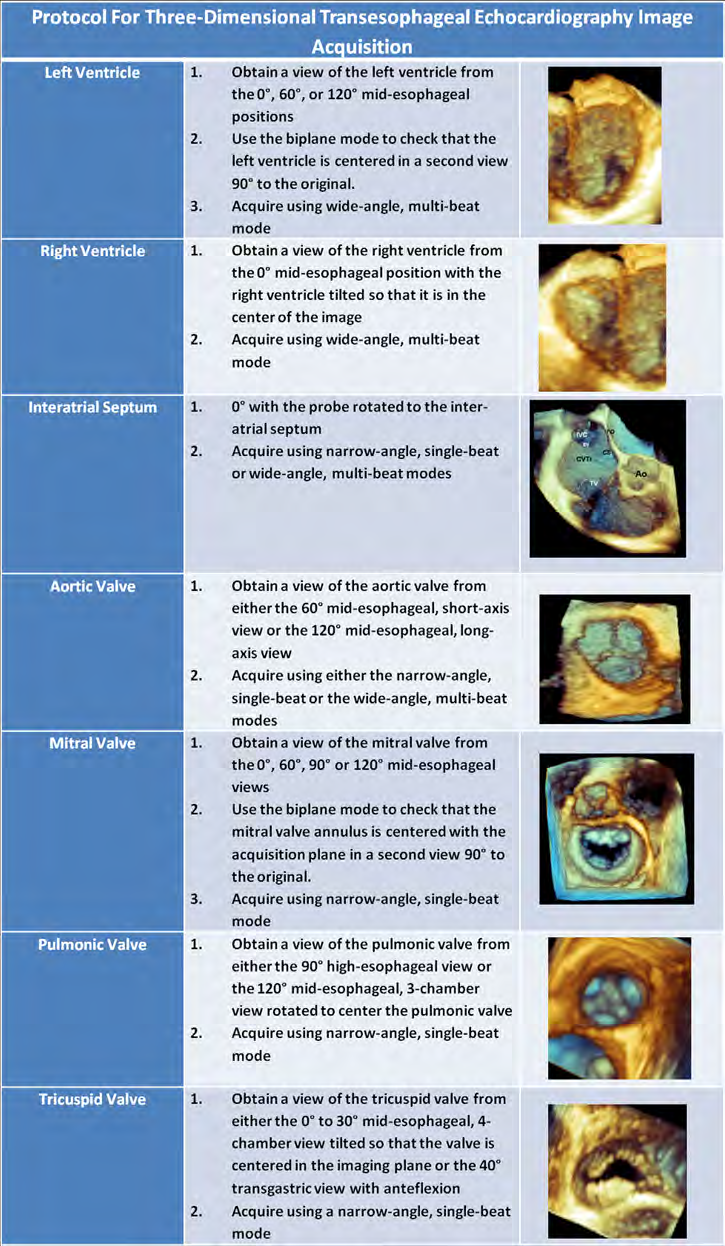 Protocol For Three-Dimensional Transesophageal Echocardiography Image
Acquisition
Left Ventricle
1. Obtain a view of the left ventricle from
the 0°, 60°, or 120° mid-esophageal
positions
2. Use the biplane mode to check that the
left ventricle is centered in a second view
90° to the original.
3. Acquire using wide-angle, multi-beat
mode
Right Ventricle
1. Obtain a view of the right ventricle from
the 0° mid-esophageal position with the
right ventricle tilted so that it is in the
center of the image
2. Acquire using wide-angle, multi-beat
mode
Interatrial Septum
1. 0° with the probe rotated to the inter-
atrial septum
2. Acquire using narrow-angle, single-beat
or wide-angle, multi-beat modes
IVC
CVTI
TV
Ao
Aortic Valve
1. Obtain a view of the aortic valve from
either the 60° mid-esophageal, short-axis
view or the 120° mid-esophageal, long-
axis view
2. Acquire using either the narrow-angle,
single-beat or the wide-angle, multi-beat
modes
Mitral Valve
1. Obtain a view of the mitral valve from
the 0°, 60°, 90° or 120° mid-esophageal
views
2. Use the biplane mode to check that the
mitral valve annulus is centered with the
acquisition plane in a second view 90° to
the original.
3. Acquire using narrow-angle, single-beat
mode
Pulmonic Valve
1. Obtain a view of the pulmonic valve from
either the 90° high-esophageal view or
the 120° mid-esophageal, 3-chamber
view rotated to center the pulmonic valve
2. Acquire using narrow-angle, single-beat
mode
Tricuspid Valve
1. Obtain a view of the tricuspid valve from
either the 0° to 30° mid-esophageal, 4-
chamber view tilted so that the valve is
centered in the imaging plane or the 40°
transgastric view with anteflexion
2. Acquire using a narrow-angle, single-beat
mode